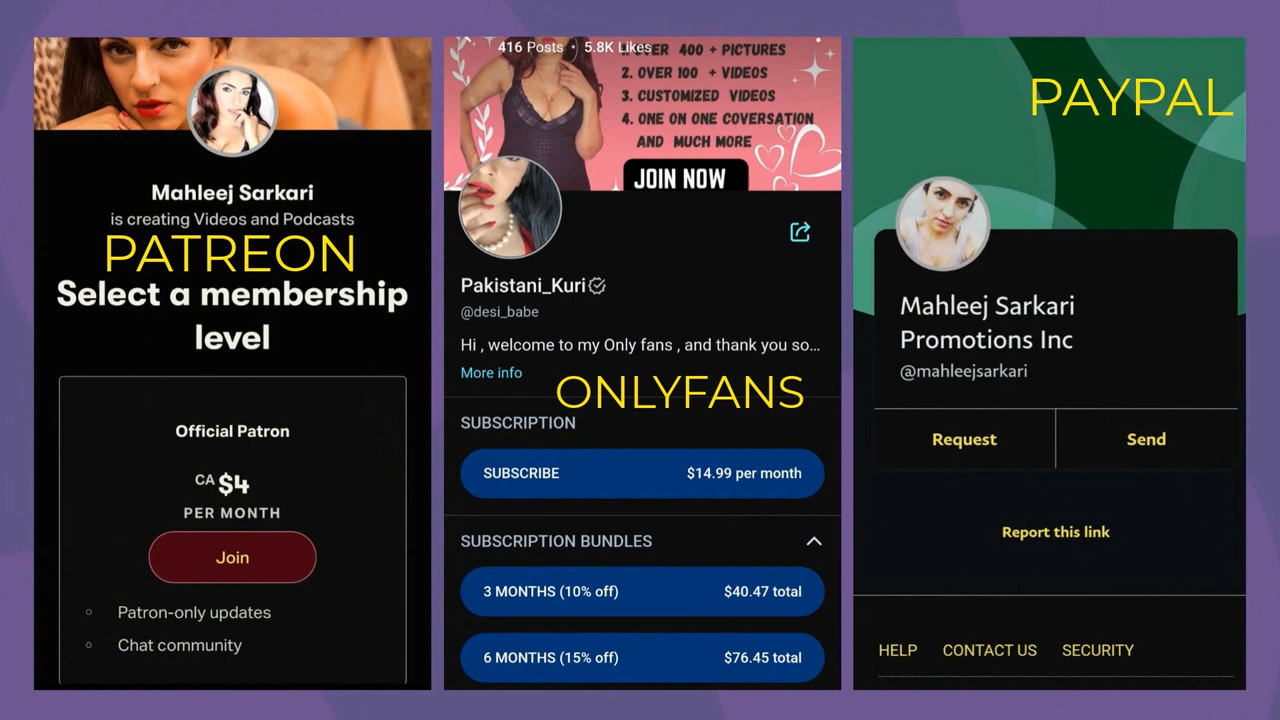 Mahleej Sarkari
is creating Videos and Podcasts
PATREON
Select a membership
level
Official Patron
CA $4
PER MONTH
Join
Patron-only updates
Chat community
416 Posts • 5.8K Likes
1. OVER 400 + PICTURES
2. OVER 100 + VIDEOS
3. CUSTOMIZED VIDEOS
4. ONE ON ONE COVERSATION
AND MUCH MORE
JOIN NOW
Pakistani_Kuri
@desi_babe
Hi , welcome to my Only fans , and thank you so...
More info
ONLYFANS
SUBSCRIPTION
SUBSCRIBE $14.99 per month
SUBSCRIPTION BUNDLES
3 MONTHS (10% off) $40.47 total
6 MONTHS (15% off) $76.45 total
PAYPAL
Mahleej Sarkari
Promotions Inc
@mahleejsarkari
Request Send
Report this link
HELP CONTACT US SECURITY